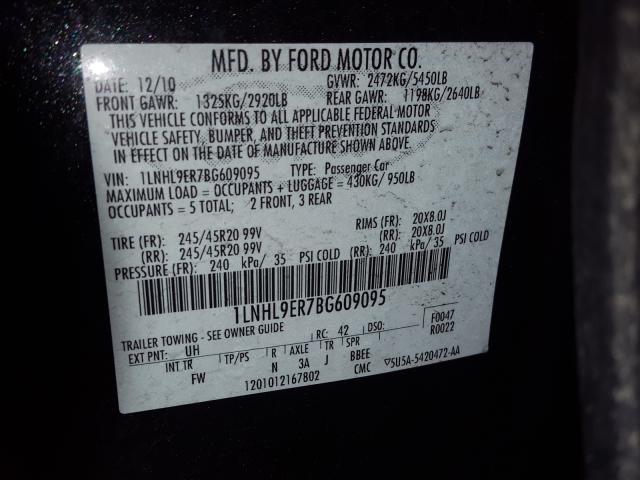 MFD. BY FORD MOTOR CO.
DATE: 12/10 GVWR: 2472KG/5450LB
FRONT GAWR: 1325KG/2920LB REAR GAWR: 1198KG/2640LB
THIS VEHICLE CONFORMS TO ALL APPLICABLE FEDERAL MOTOR
VEHICLE SAFETY, BUMPER, AND THEFT PREVENTION STANDARDS
IN EFFECT ON THE DATE OF MANUFACTURE SHOWN ABOVE.
VIN: 1LNHL9ER7BG609095 TYPE: Passenger Car
MAXIMUM LOAD = OCCUPANTS + LUGGAGE = 430KG/ 950LB
OCCUPANTS = 5 TOTAL; 2 FRONT, 3 REAR
TIRE (FR): 245/45R20 99V RIMS (FR): 20X8.0J
(RR): 245/45R20 99V (RR): 20X8.0J
PRESSURE (FR): 240 kPa/ 35 PSI COLD (RR): 240 kPa/ 35 PSI COLD
1LNHL9ER7BG609095
TRAILER TOWING - SEE OWNER GUIDE RC: 42 DSO: F0047
EXT PNT: UH R0022
INT TR TP/PS R AXLE TR SPR
FW N 3A J BBEE
1201012167802 CMC ▽5U5A-5420472-AA